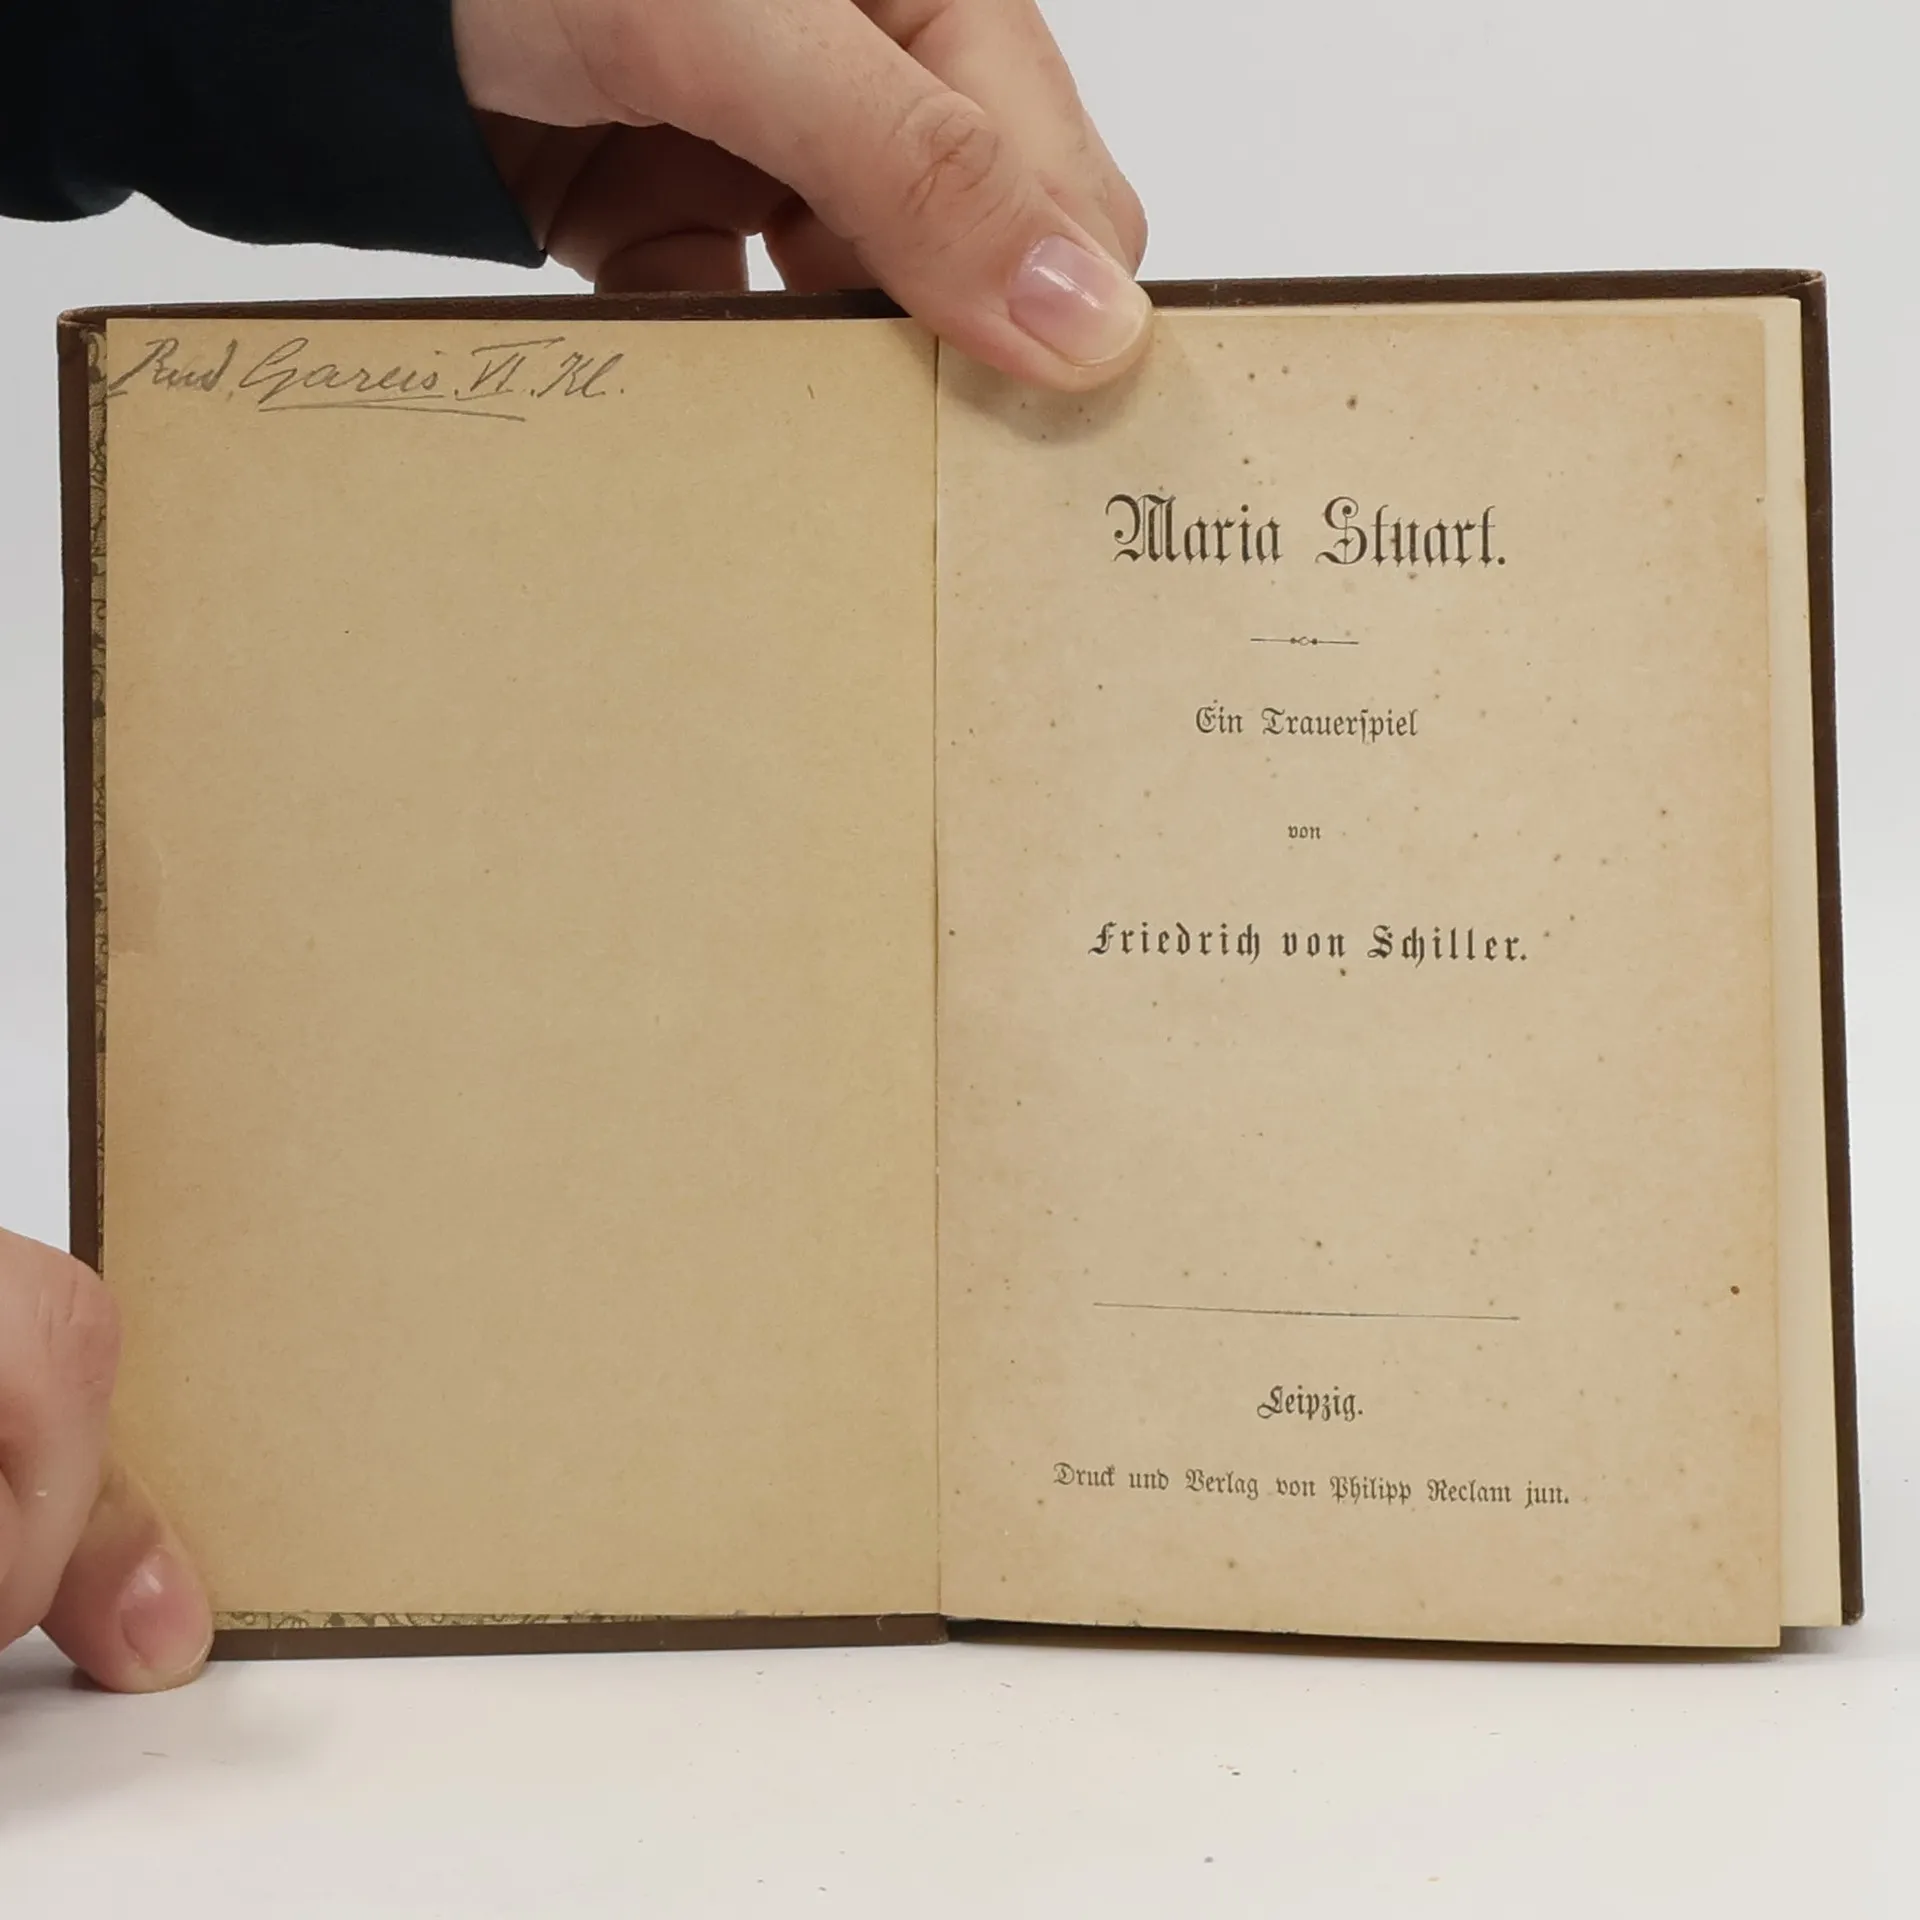 Rud. Gareis. VI. Kl.
Maria Stuart.
Ein Trauerſpiel
von
Friedrich von Schiller.
Leipzig.
Druck und Verlag von Philipp Reclam jun.